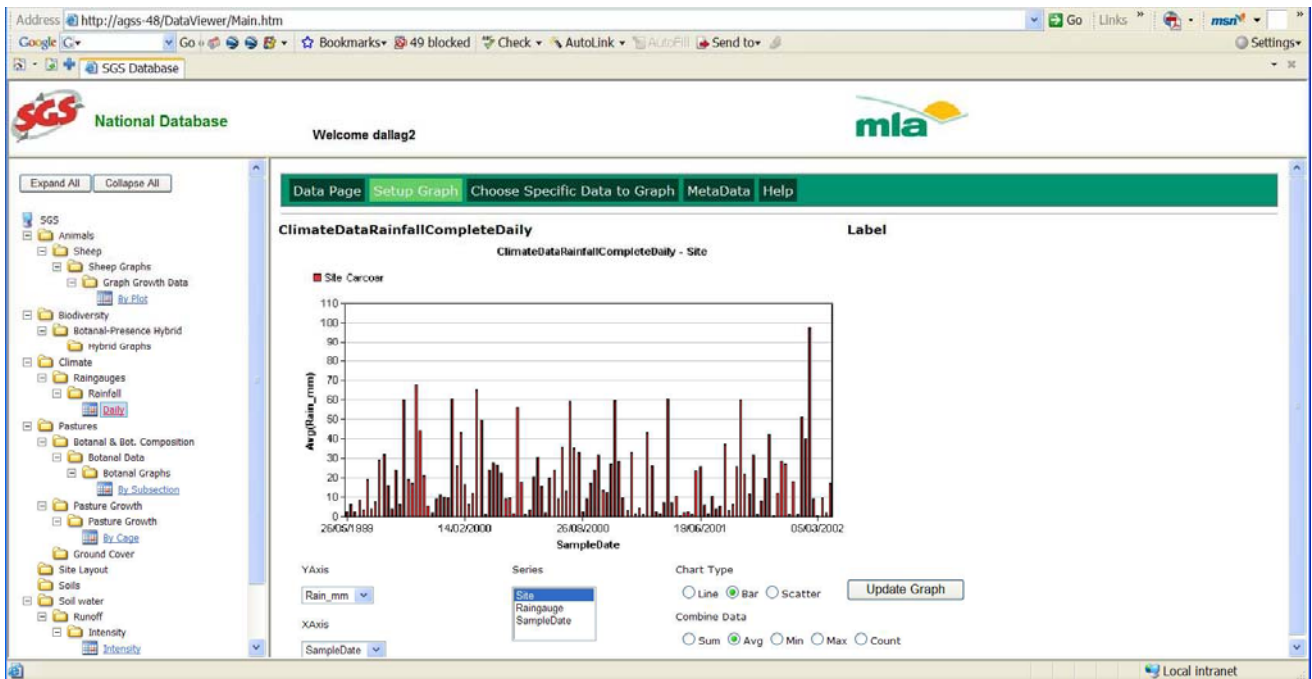 Address http://agss-48/DataViewer/Main.htm Go Links » msn »
Google G Go Bookmarks 49 blocked Check AutoLink AutoFill Send to Settings
SGS Database
SGS National Database
Welcome dallag2
mla
Expand All Collapse All
SGS
Animals
Sheep
Sheep Graphs
Graph Growth Data
By Plot
Biodiversity
Botanal-Presence Hybrid
Hybrid Graphs
Climate
Raingauges
Rainfall
Daily
Pastures
Botanal & Bot. Composition
Botanal Data
Botanal Graphs
By Subsection
Pasture Growth
Pasture Growth
By Cage
Ground Cover
Site Layout
Soils
Soil water
Runoff
Intensity
Intensity
Data Page Setup Graph Choose Specific Data to Graph MetaData Help
ClimateDataRainfallCompleteDaily Label
ClimateDataRainfallCompleteDaily - Site
Site Carcoar
Avg(Rain_mm)
110
100
90
80
70
60
50
40
30
20
10
0
26/05/1999 14/02/2000 26/08/2000 19/06/2001 05/03/2002
SampleDate
YAxis Series Chart Type
Rain_mm Site Line Bar Scatter Update Graph
Raingauge
SampleDate
Combine Data
XAxis
Sum Avg Min Max Count
SampleDate
Local intranet